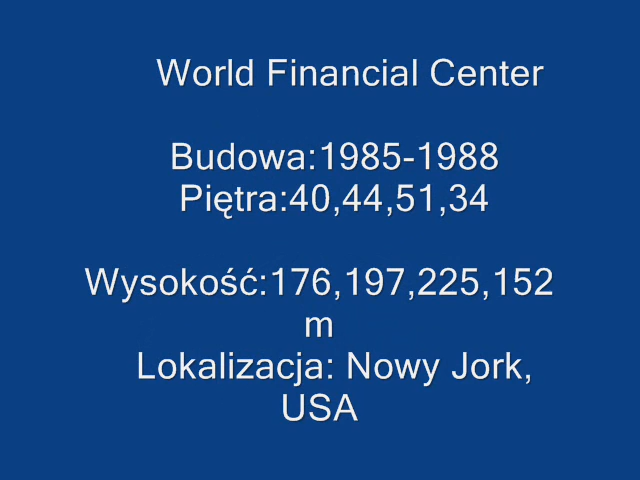 World Financial Center
Budowa:1985-1988
Piętra:40,44,51,34
Wysokość:176,197,225,152
m
Lokalizacja: Nowy Jork,
USA